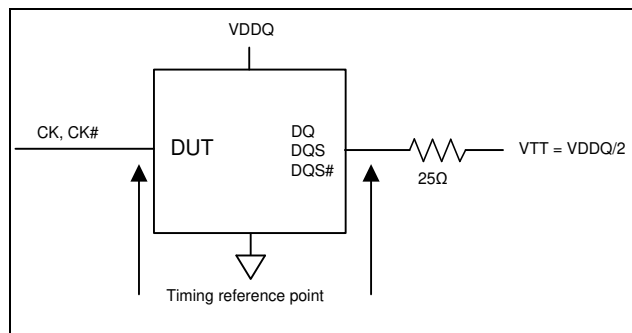 VDDQ
CK, CK#
DUT
DQ
DQS
DQS#
VTT = VDDQ/2
25Ω
Timing reference point